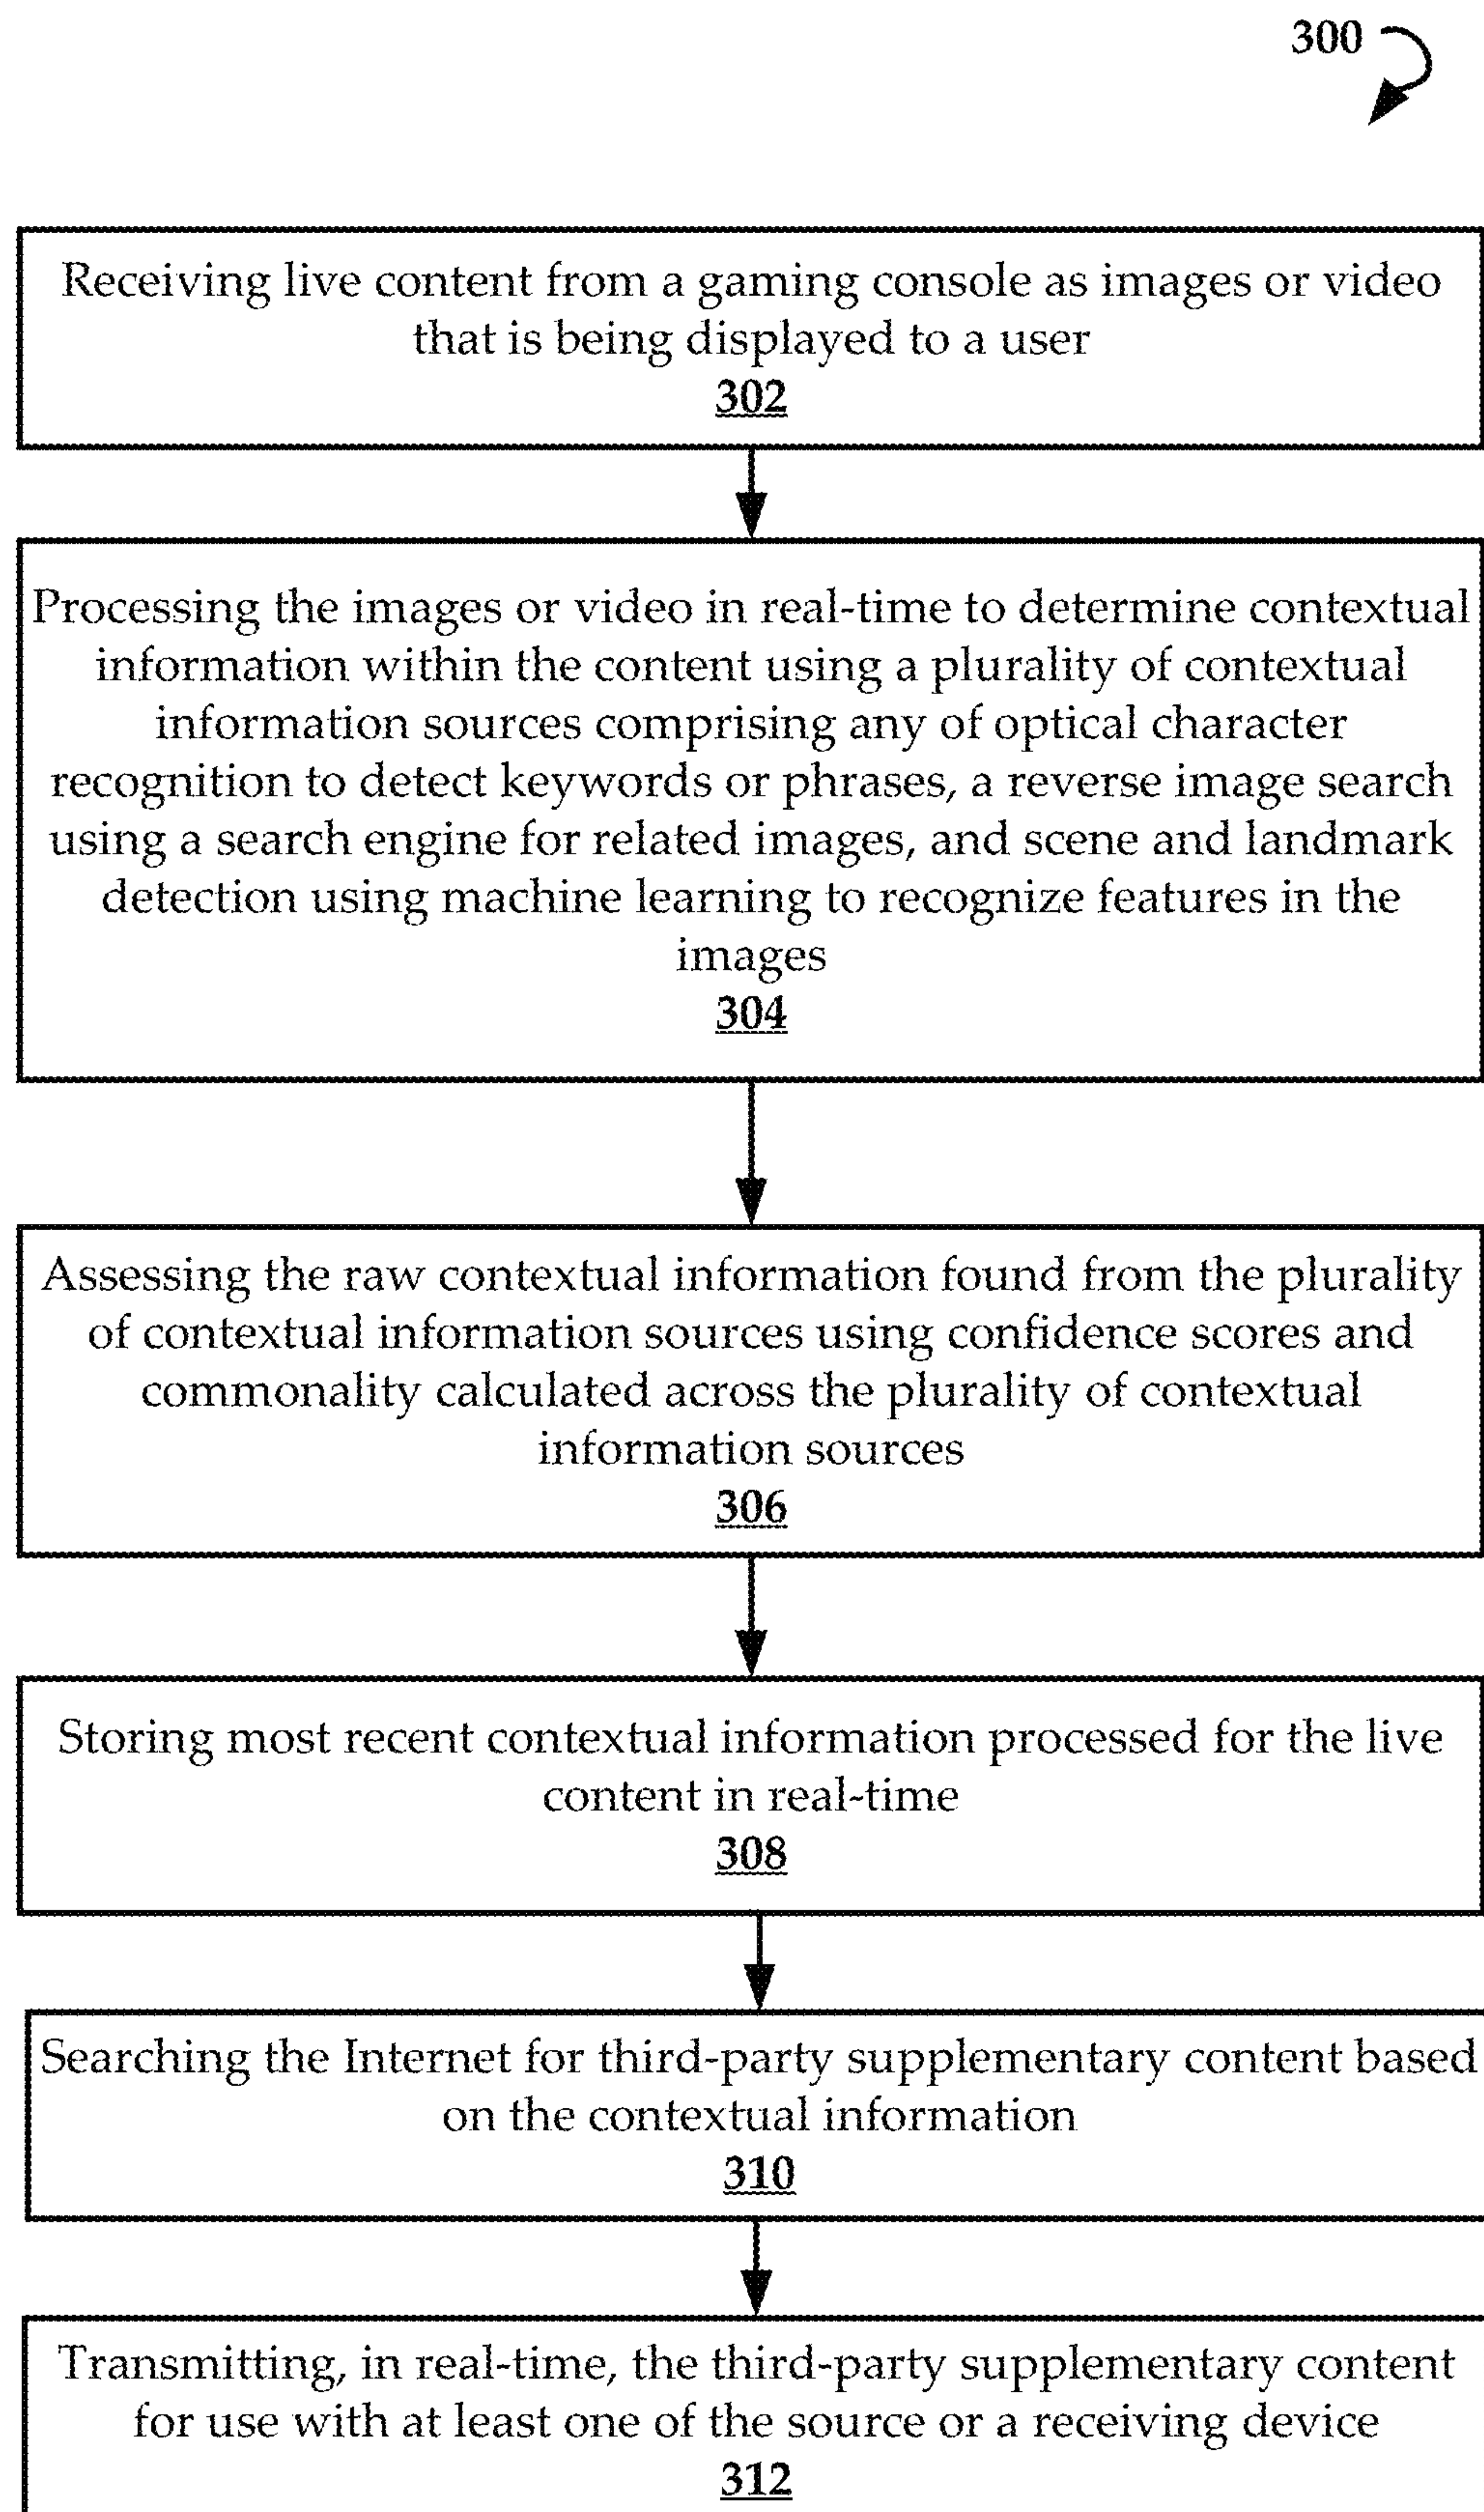 300
Receiving live content from a gaming console as images or video
that is being displayed to a user
302
Processing the images or video in real-time to determine contextual
information within the content using a plurality of contextual
information sources comprising any of optical character
recognition to detect keywords or phrases, a reverse image search
using a search engine for related images, and scene and landmark
detection using machine learning to recognize features in the
images
304
Assessing the raw contextual information found from the plurality
of contextual information sources using confidence scores and
commonality calculated across the plurality of contextual
information sources
306
Storing most recent contextual information processed for the live
content in real-time
308
Searching the Internet for third-party supplementary content based
on the contextual information
310
Transmitting, in real-time, the third-party supplementary content
for use with at least one of the source or a receiving device
312